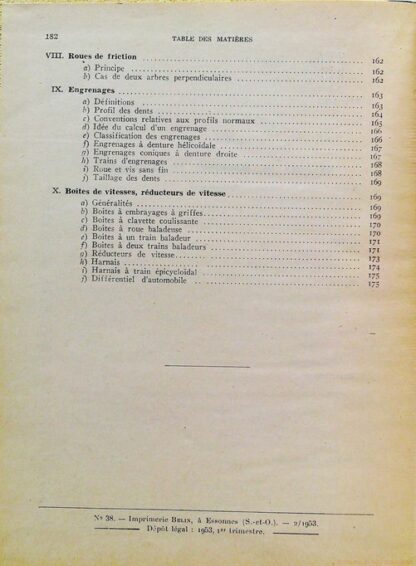 182 TABLE DES MATIÈRES
VIII. Roues de friction ........ 162
a) Principe ........ 162
b) Cas de deux arbres perpendiculaires ........ 162
IX. Engrenages ........ 163
a) Définitions ........ 163
b) Profil des dents ........ 164
c) Conventions relatives aux profils normaux ........ 165
d) Idée du calcul d'un engrenage ........ 166
e) Classification des engrenages ........ 166
f) Engrenages à denture hélicoïdale ........ 167
g) Engrenages coniques à denture droite ........ 167
h) Trains d'engrenages ........ 168
i) Roue et vis sans fin ........ 168
j) Taillage des dents ........ 169
X. Boites de vitesses, réducteurs de vitesse ........ 169
a) Généralités ........ 169
b) Boites à embrayages à griffes ........ 169
c) Boites à clavette coulissante ........ 170
d) Boites à roue baladeuse ........ 170
e) Boites à un train baladeur ........ 171
f) Boites à deux trains baladeurs ........ 171
g) Réducteurs de vitesse ........ 173
h) Harnais ........ 174
i) Harnais à train épicycloïdal ........ 175
j) Différentiel d'automobile ........ 175
Nº 38. — Imprimerie BELIN, à Essonnes (S.-et-O.). — 2/1953.
Dépôt légal : 1953, 1er trimestre.